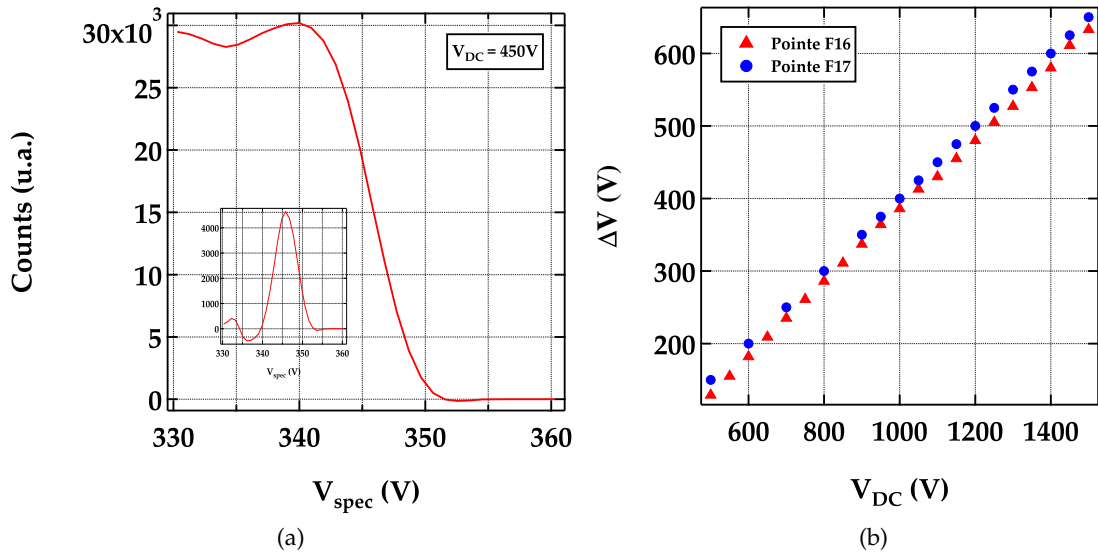 30x10³
25
20
15
10
5
0
Counts (u.a.)
V_DC = 450V
4000
3000
2000
1000
0
330 340 350 360
V_spec (V)
330 340 350 360
V_spec (V)
(a)
Pointe F16
Pointe F17
600
500
400
300
200
ΔV (V)
600 800 1000 1200 1400
V_DC (V)
(b)